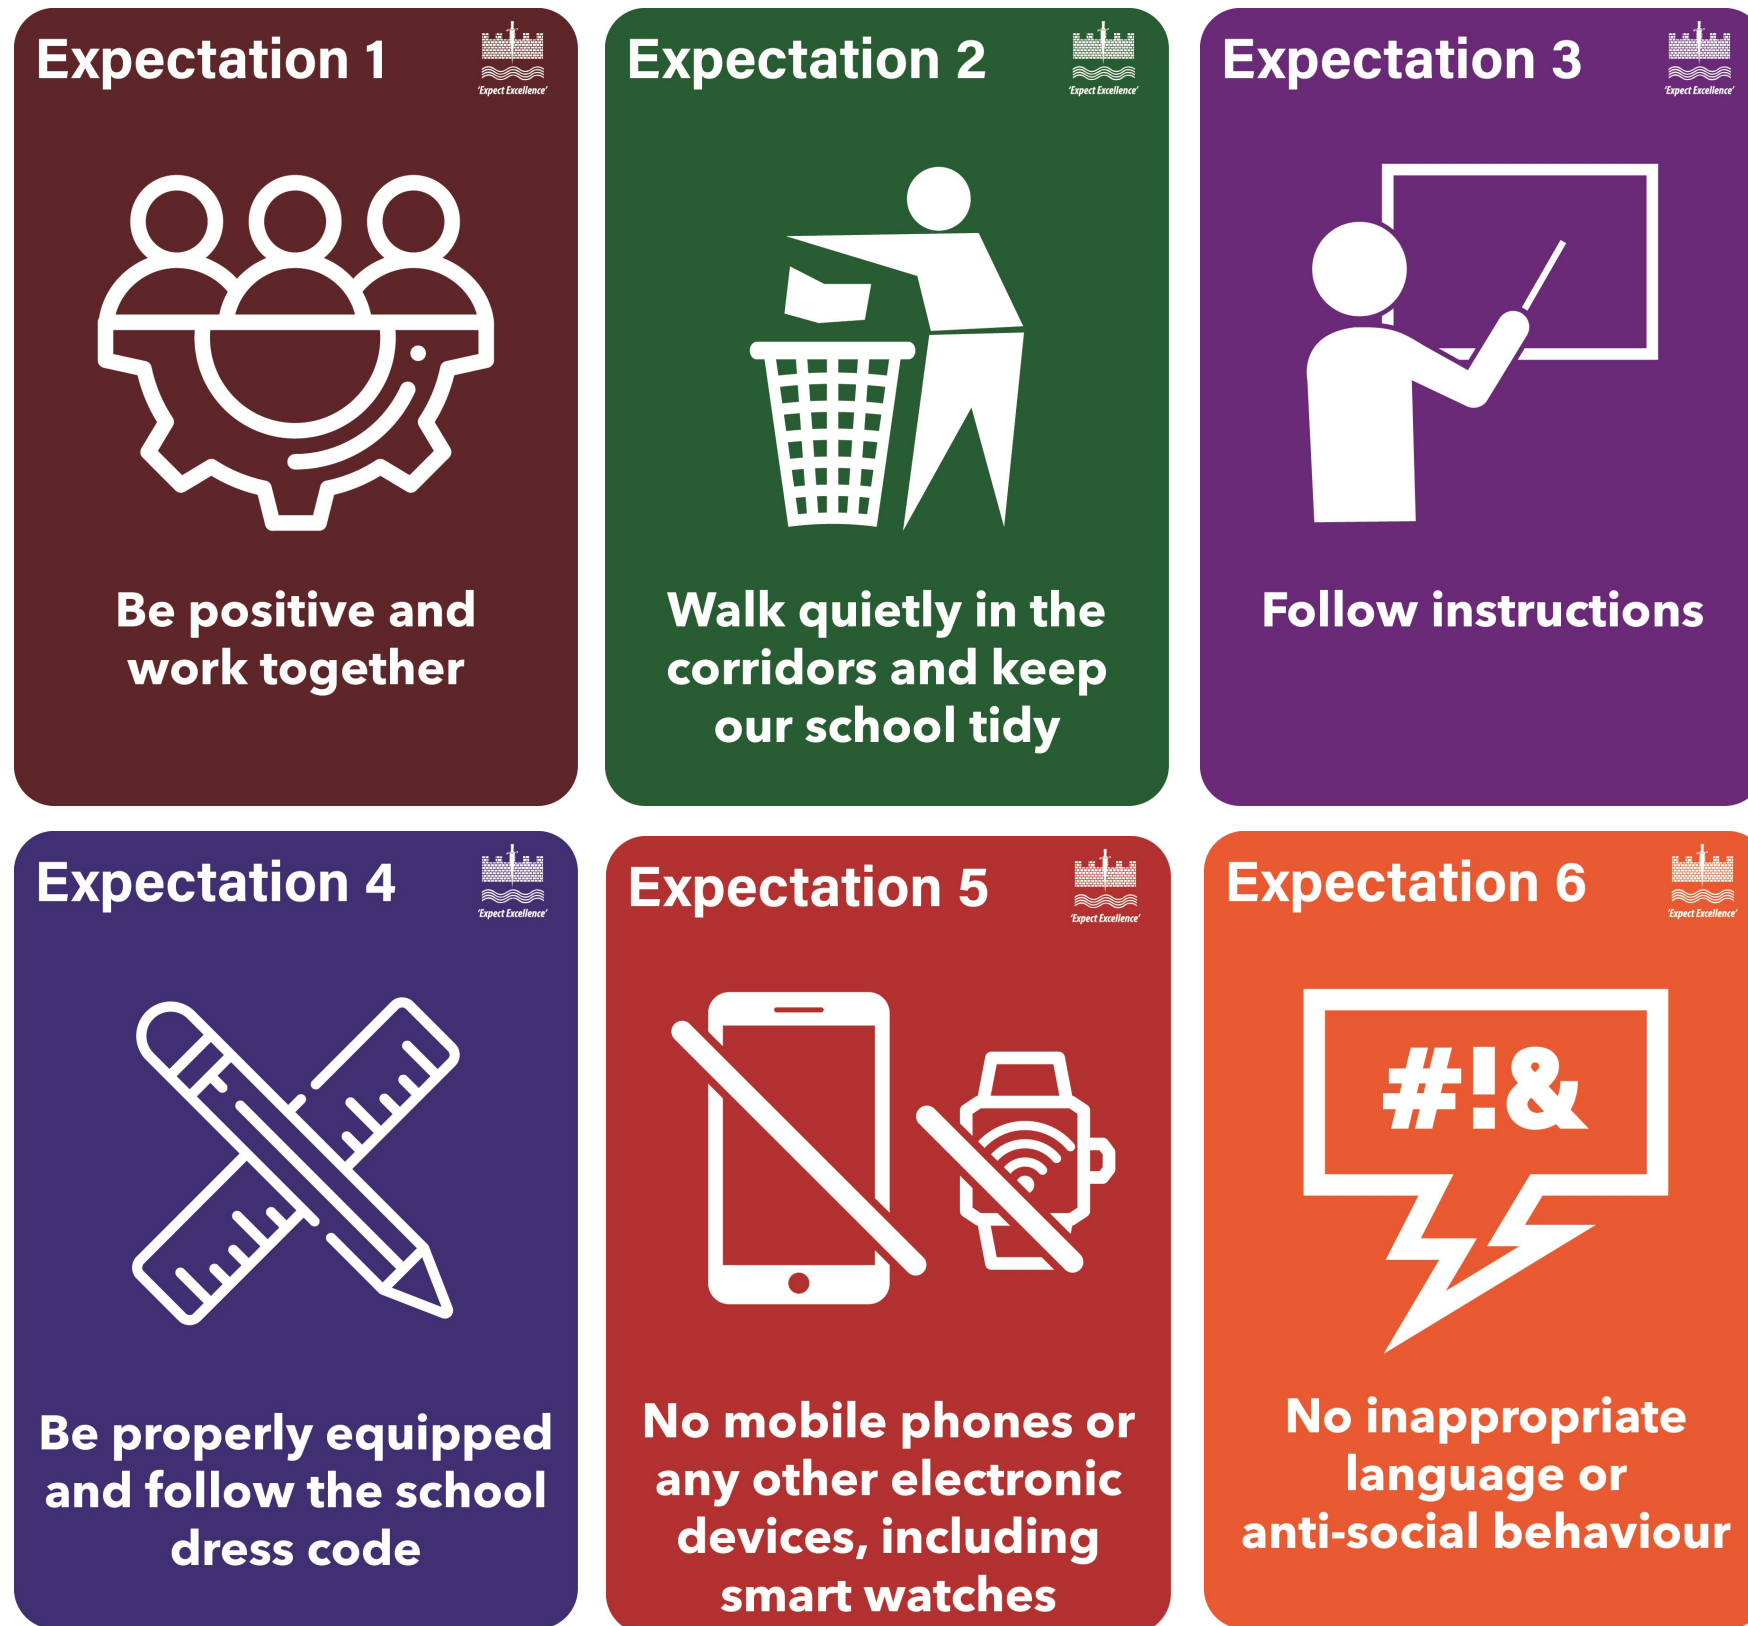 Expectation 1
'Expect Excellence'
Be positive and
work together
Expectation 2
'Expect Excellence'
Walk quietly in the
corridors and keep
our school tidy
Expectation 3
'Expect Excellence'
Follow instructions
Expectation 4
'Expect Excellence'
Be properly equipped
and follow the school
dress code
Expectation 5
'Expect Excellence'
No mobile phones or
any other electronic
devices, including
smart watches
Expectation 6
'Expect Excellence'
#!&
No inappropriate
language or
anti-social behaviour